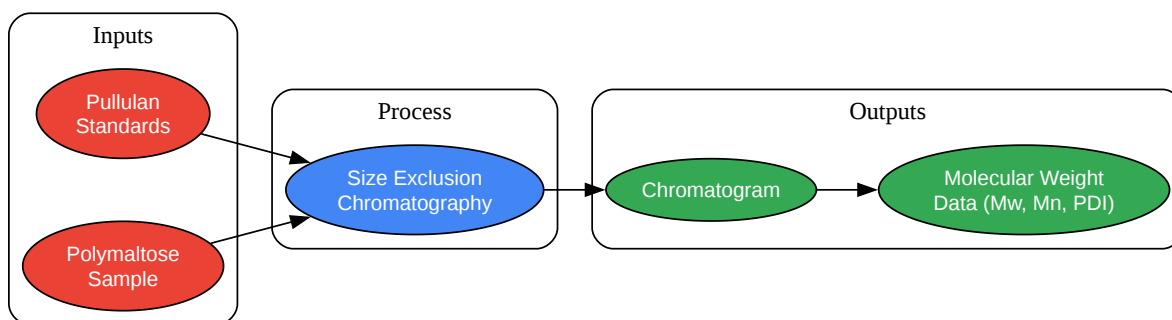 Inputs
Pullulan
Standards
Polymaltose
Sample
Process
Size Exclusion
Chromatography
Outputs
Chromatogram
Molecular Weight
Data (Mw, Mn, PDI)